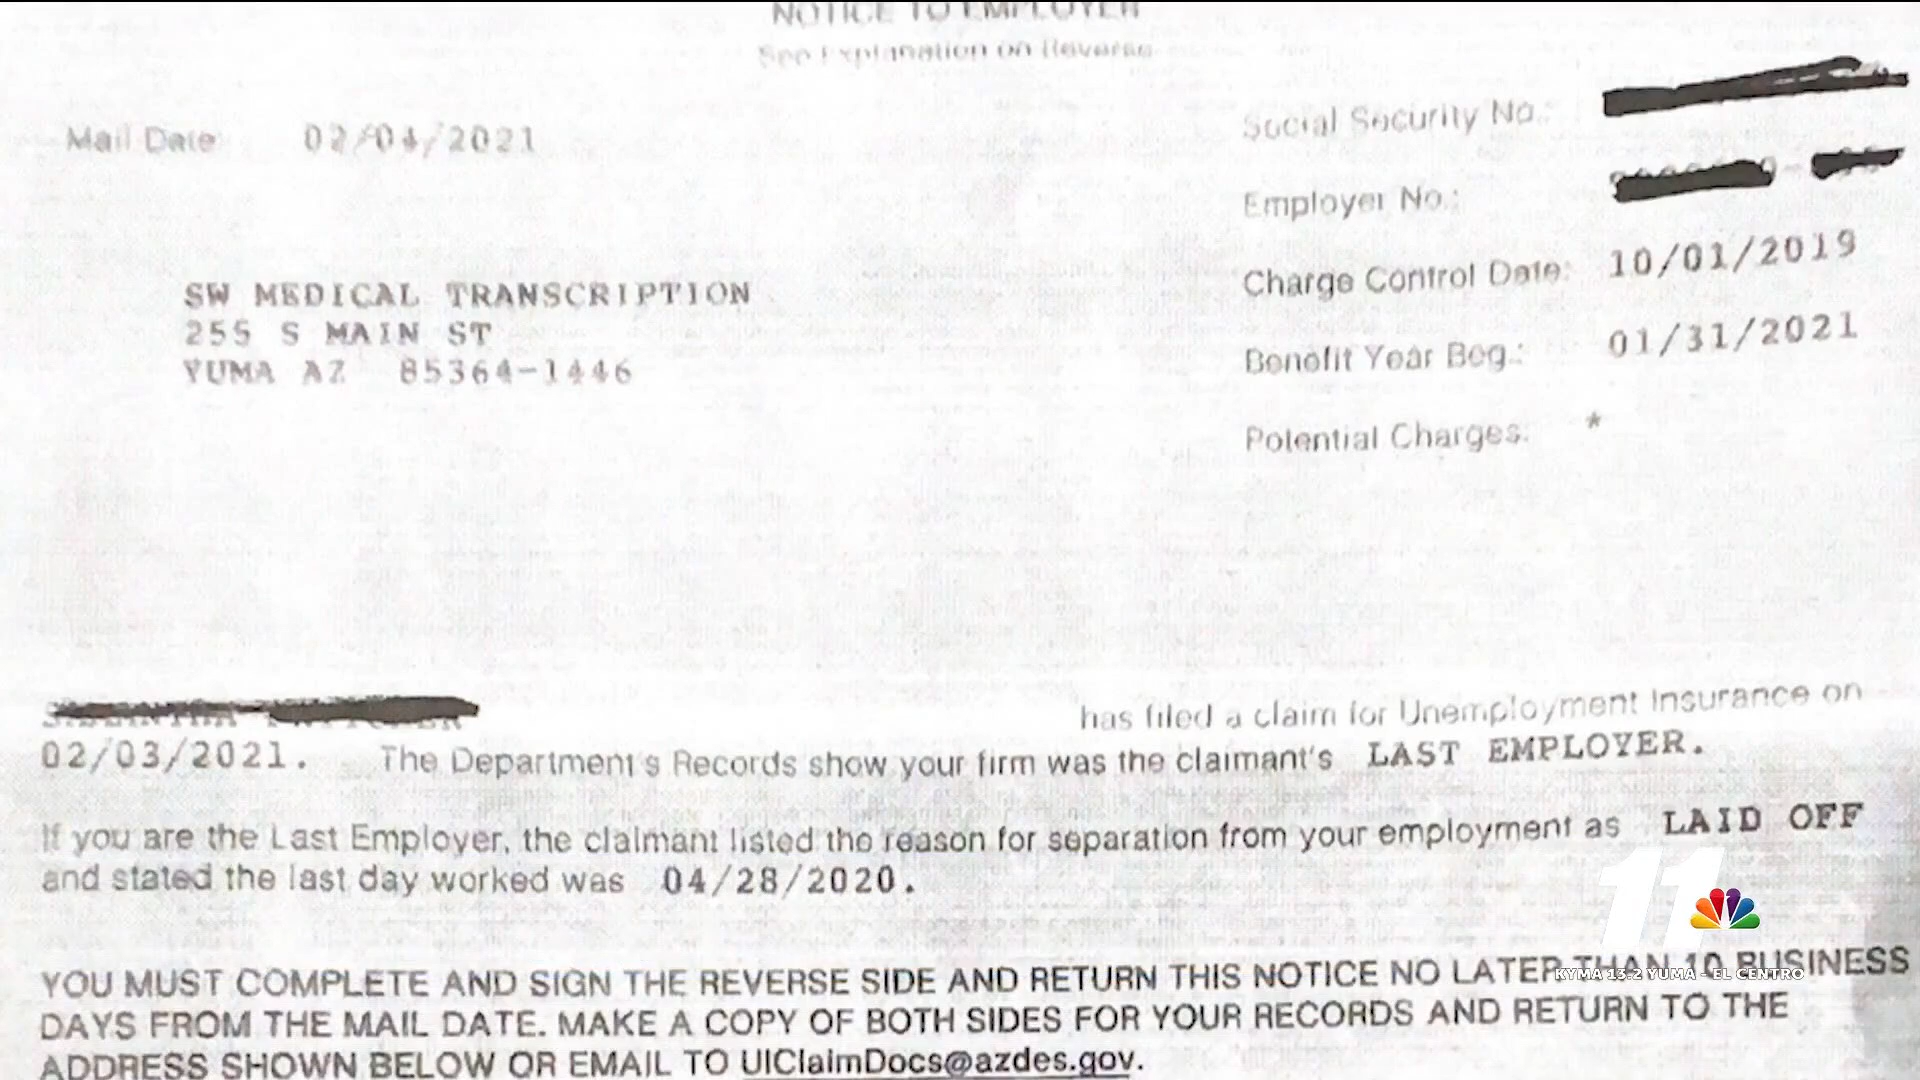 NOTICE TO EMPLOYER
See Explanation on Reverse
Mail Date 02/04/2021
Social Security No.:
Employer No.:
Charge Control Date: 10/01/2019
Benefit Year Beg.: 01/31/2021
Potential Charges: *
SW MEDICAL TRANSCRIPTION
255 S MAIN ST
YUMA AZ 85364-1446
has filed a claim for Unemployment Insurance on
02/03/2021. The Department's Records show your firm was the claimant's LAST EMPLOYER.
If you are the Last Employer, the claimant listed the reason for separation from your employment as LAID OFF
and stated the last day worked was 04/28/2020.
YOU MUST COMPLETE AND SIGN THE REVERSE SIDE AND RETURN THIS NOTICE NO LATER THAN 10 BUSINESS
DAYS FROM THE MAIL DATE. MAKE A COPY OF BOTH SIDES FOR YOUR RECORDS AND RETURN TO THE
ADDRESS SHOWN BELOW OR EMAIL TO UIClaimDocs@azdes.gov.
11
KYMA 13.2 YUMA - EL CENTRO